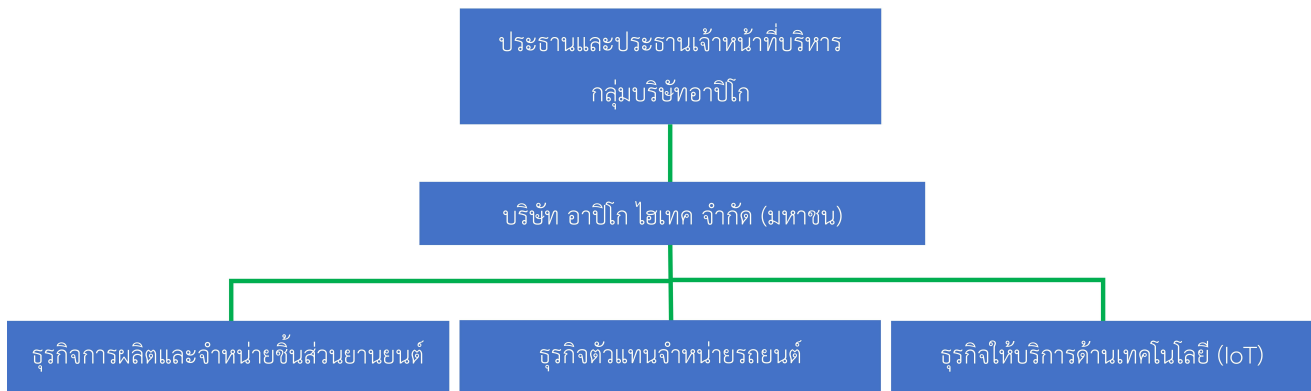 ประธานและประธานเจ้าหน้าที่บริหาร
กลุ่มบริษัทอาปิโก
บริษัท อาปิโก ไฮเทค จำกัด (มหาชน)
ธุรกิจการผลิตและจำหน่ายชิ้นส่วนยานยนต์
ธุรกิจตัวแทนจำหน่ายรถยนต์
ธุรกิจให้บริการด้านเทคโนโลยี (IoT)